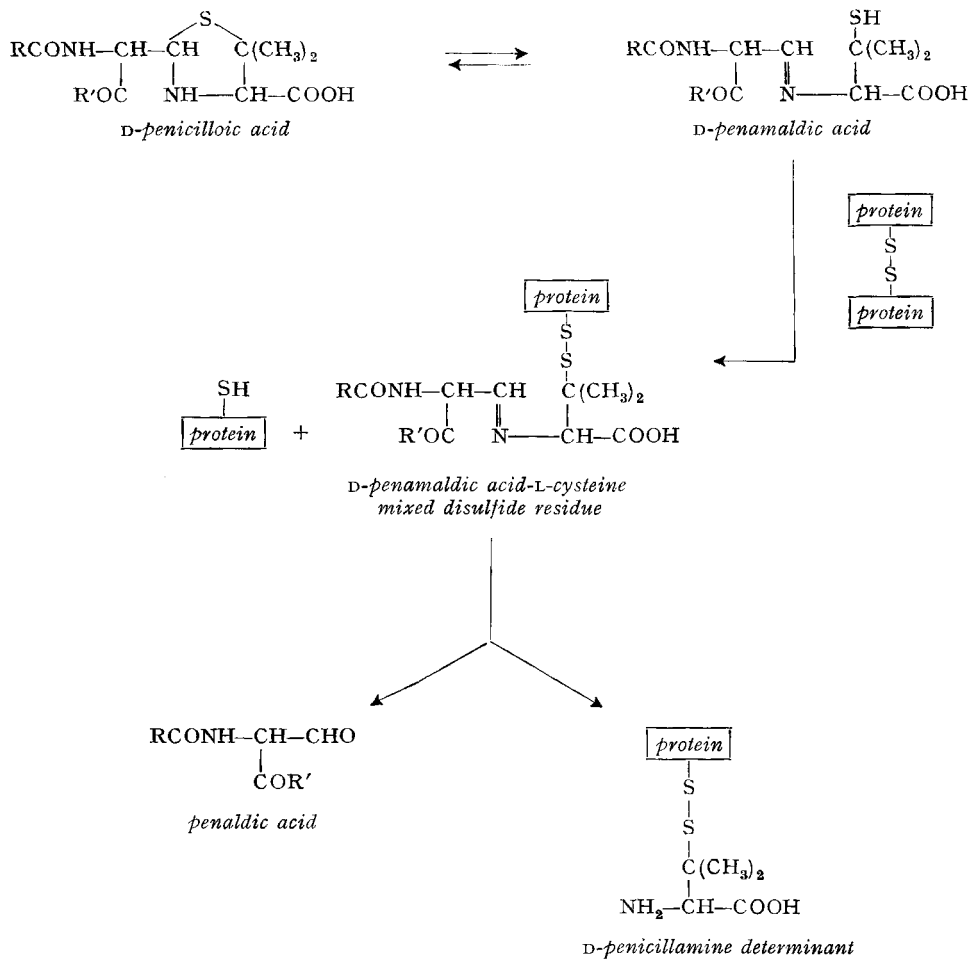 S SH
RCONH—CH—CH C(CH₃)₂ RCONH—CH—CH C(CH₃)₂
R'OC NH——CH—COOH R'OC N———CH—COOH
D-penicilloic acid D-penamaldic acid
protein
S
S
protein
protein
S
SH S
RCONH—CH—CH C(CH₃)₂
protein + R'OC N———CH—COOH
D-penamaldic acid-L-cysteine
mixed disulfide residue
RCONH—CH—CHO
COR'
penaldic acid
protein
S
S
C(CH₃)₂
NH₂—CH—COOH
D-penicillamine determinant